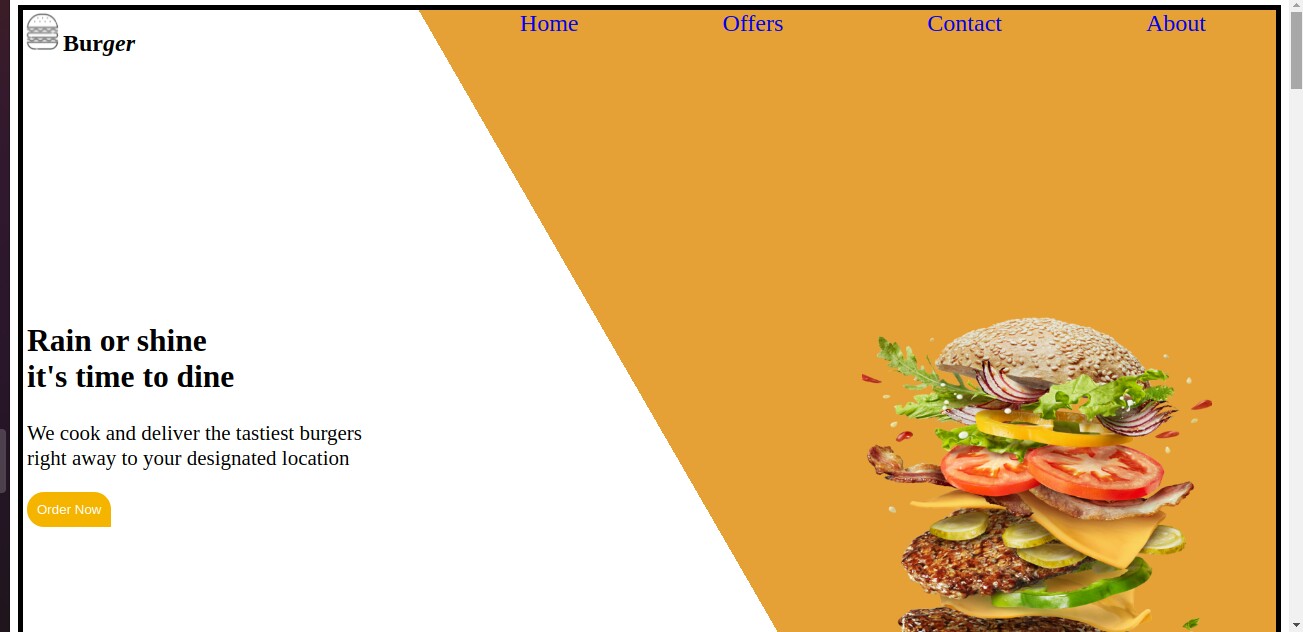 Burger
Home Offers Contact About
Rain or shine
it's time to dine
We cook and deliver the tastiest burgers
right away to your designated location
Order Now